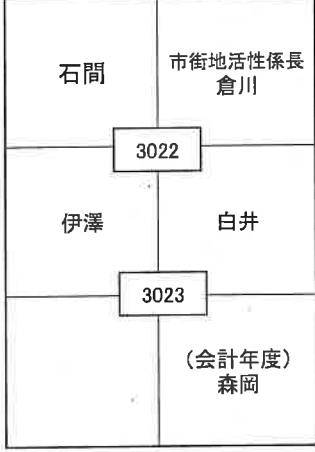 石間
市街地活性係長
倉川
3022
伊澤
白井
3023
(会計年度)
森岡